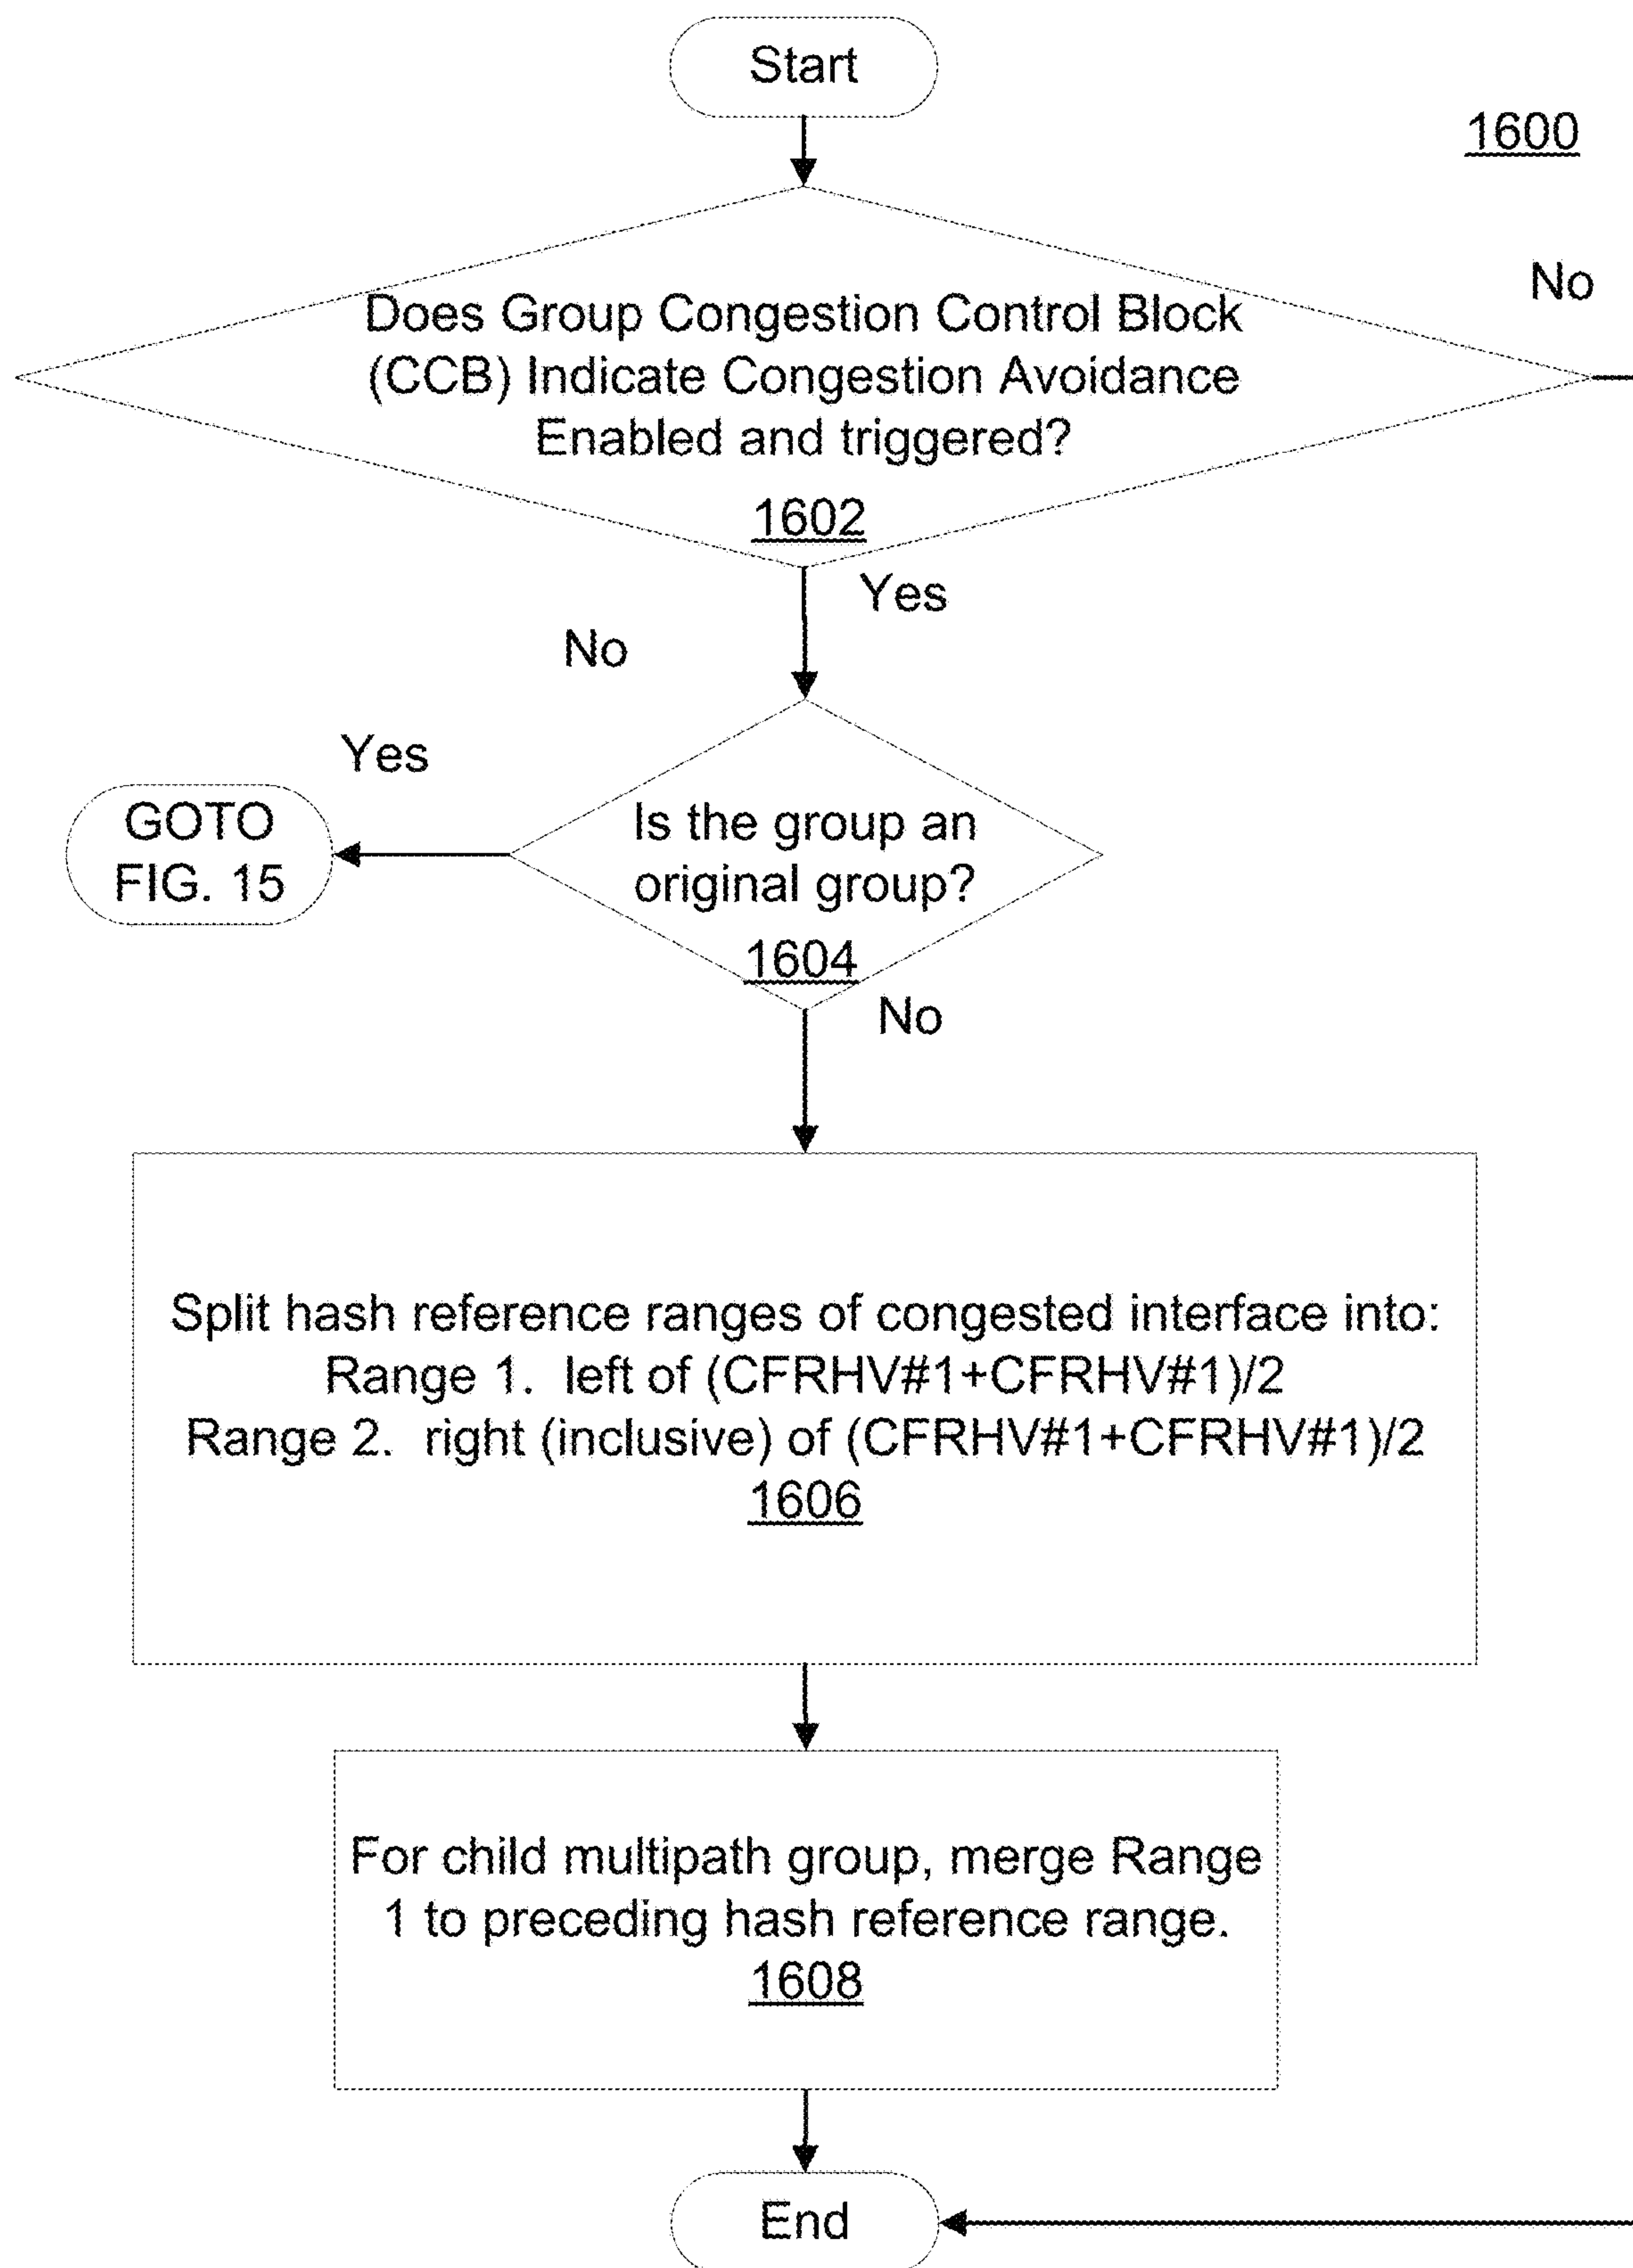 Start
1600
No
Does Group Congestion Control Block
(CCB) Indicate Congestion Avoidance
Enabled and triggered?
1602
Yes
No
Yes
GOTO
FIG. 15
Is the group an
original group?
1604
No
Split hash reference ranges of congested interface into:
Range 1. left of (CFRHV#1+CFRHV#1)/2
Range 2. right (inclusive) of (CFRHV#1+CFRHV#1)/2
1606
For child multipath group, merge Range
1 to preceding hash reference range.
1608
End